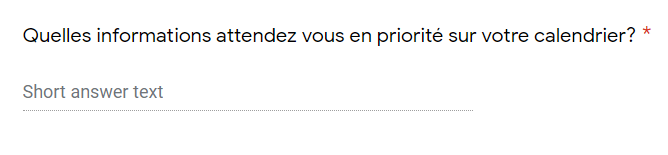 Quelles informations attendez vous en priorité sur votre calendrier? *
Short answer text